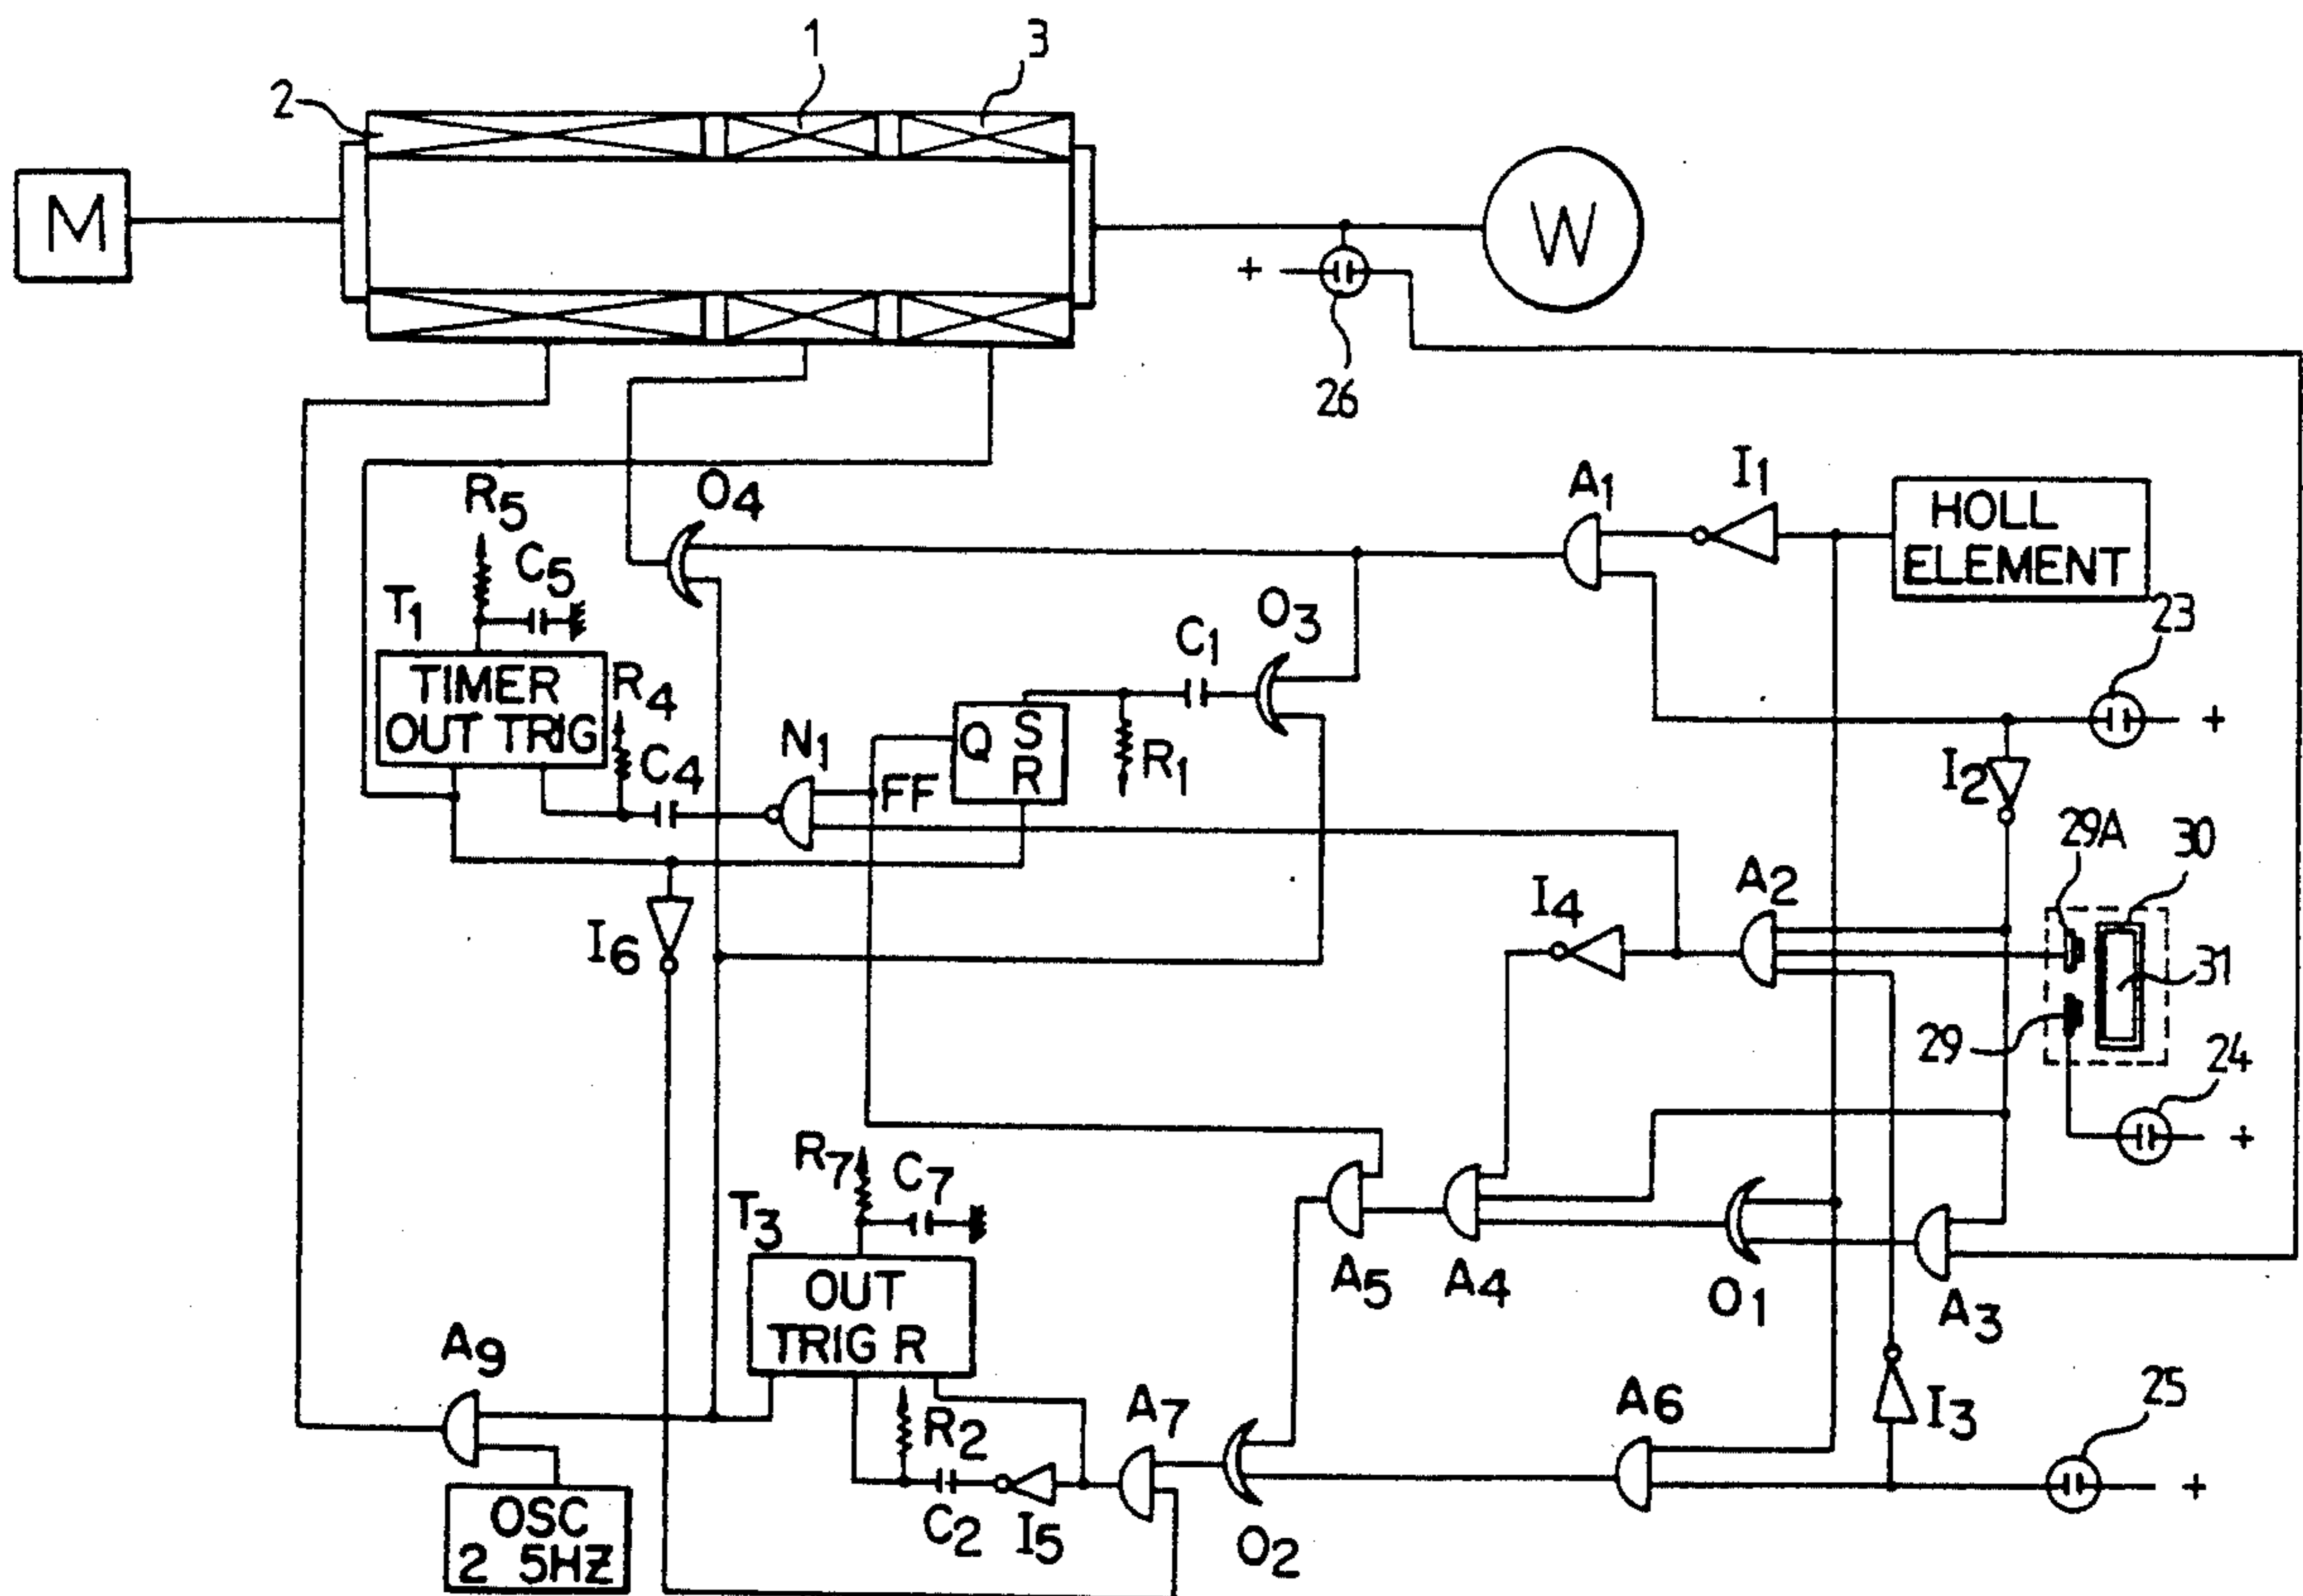 1
3
2
M
W
+
26
R5
C5
O4
A1
I1
HOLL
ELEMENT
T1
TIMER
OUT TRIG
R4
C4
N1
Q S
R
FF
C1
O3
R1
23
+
I2
29A
30
31
29
24
+
I6
I4
A2
R7
C7
T3
OUT
TRIG R
A5
A4
O1
A3
A9
R2
C2
I5
A7
O2
A6
I3
25
+
OSC
2 5HZ